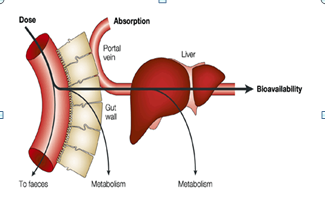 Dose
Absorption
Portal
vein
Liver
Bioavailability
Gut
wall
To faeces
Metabolism
Metabolism